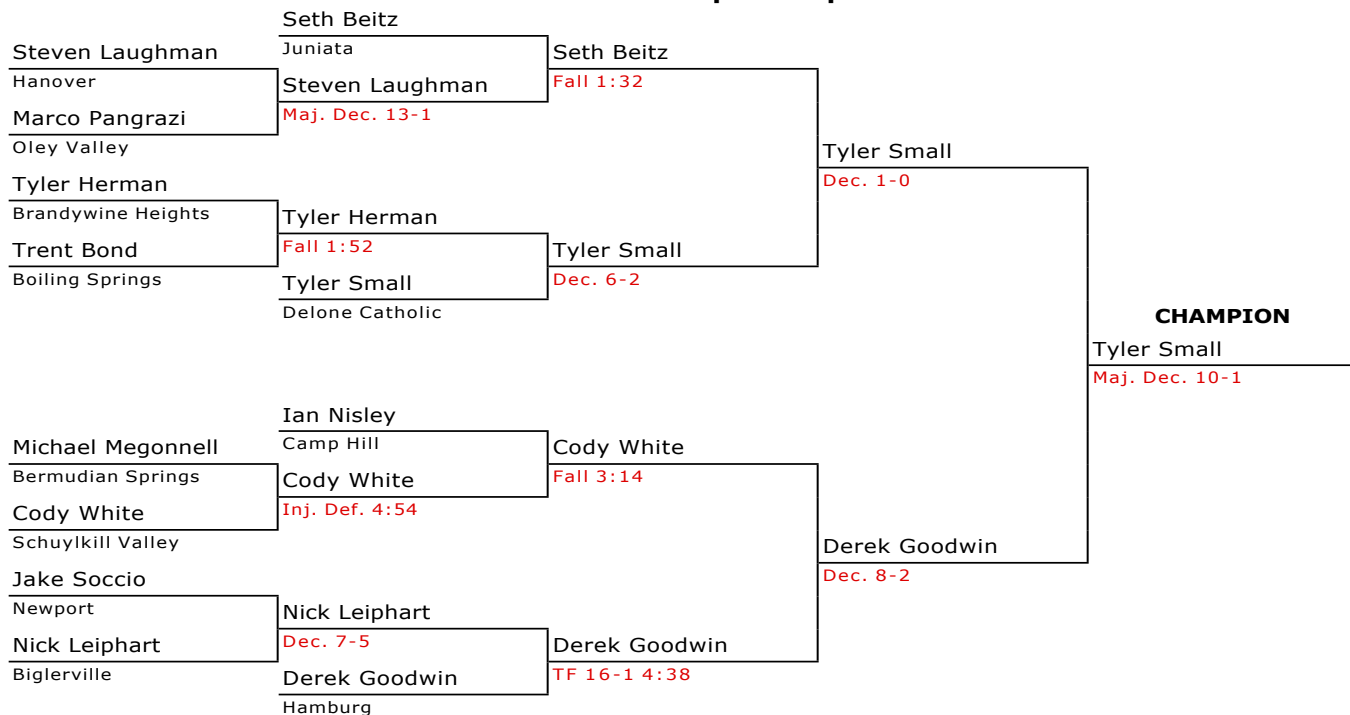 Seth Beitz
Juniata
Steven Laughman
Hanover
Marco Pangrazi
Oley Valley
Steven Laughman
Maj. Dec. 13-1
Seth Beitz
Fall 1:32
Tyler Herman
Brandywine Heights
Trent Bond
Boiling Springs
Tyler Herman
Fall 1:52
Tyler Small
Delone Catholic
Tyler Small
Dec. 6-2
Tyler Small
Dec. 1-0
CHAMPION
Tyler Small
Maj. Dec. 10-1
Ian Nisley
Camp Hill
Michael Megonnell
Bermudian Springs
Cody White
Schuylkill Valley
Cody White
Inj. Def. 4:54
Cody White
Fall 3:14
Jake Soccio
Newport
Nick Leiphart
Biglerville
Nick Leiphart
Dec. 7-5
Derek Goodwin
Hamburg
Derek Goodwin
TF 16-1 4:38
Derek Goodwin
Dec. 8-2